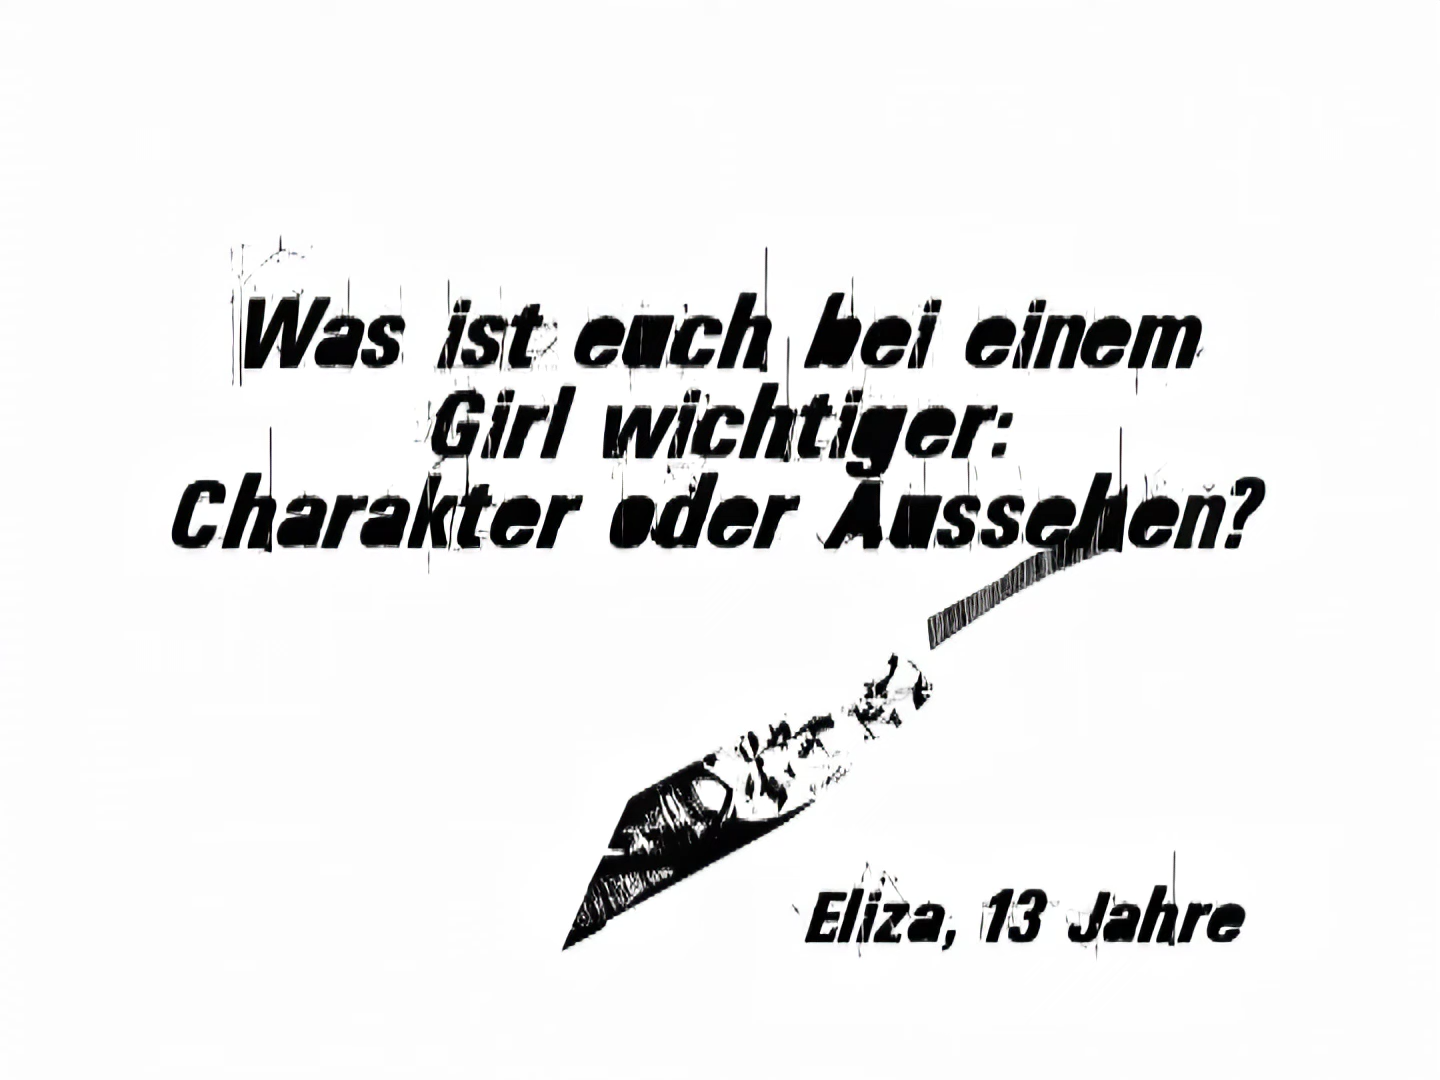 Was ist euch bei einem
Girl wichtiger:
Charakter oder Aussehen?
Eliza, 13 Jahre